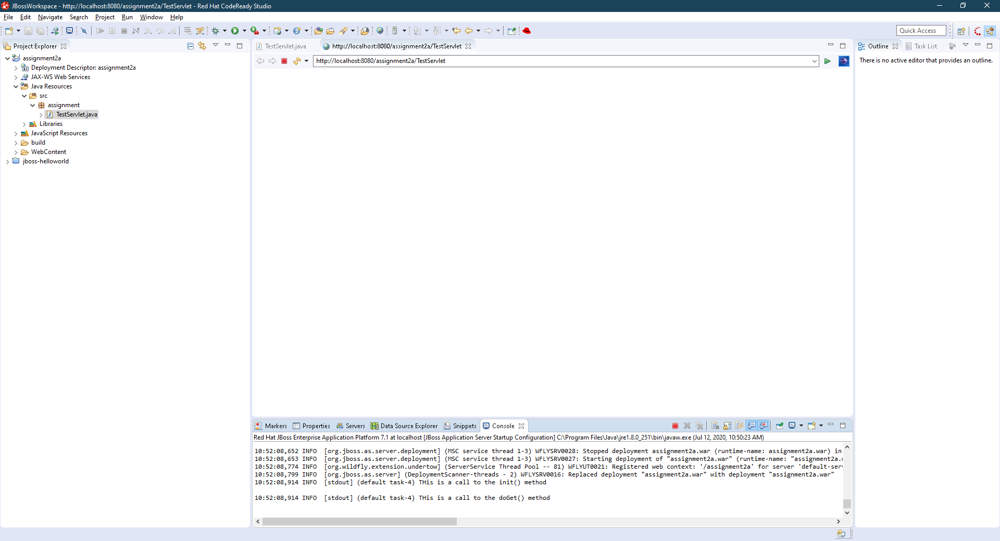 JBossWorkspace - http://localhost:8080/assignment2a/TestServlet - Red Hat CodeReady Studio
File Edit Navigate Search Project Run Window Help
Quick Access
Project Explorer
assignment2a
Deployment Descriptor: assignment2a
JAX-WS Web Services
Java Resources
src
assignment
TestServlet.java
Libraries
JavaScript Resources
build
WebContent
jboss-helloworld
TestServlet.java http://localhost:8080/assignment2a/TestServlet
http://localhost:8080/assignment2a/TestServlet
Outline Task List
There is no active editor that provides an outline.
Markers Properties Servers Data Source Explorer Snippets Console
Red Hat JBoss Enterprise Application Platform 7.1 at localhost [JBoss Application Server Startup Configuration] C:\Program Files\Java\jre1.8.0_251\bin\javaw.exe (Jul 12, 2020, 10:50:23 AM)
10:52:08,652 INFO [org.jboss.as.server.deployment] (MSC service thread 1-3) WFLYSRV0028: Stopped deployment assignment2a.war (runtime-name: assignment2a.war) in
10:52:08,653 INFO [org.jboss.as.server.deployment] (MSC service thread 1-3) WFLYSRV0027: Starting deployment of "assignment2a.war" (runtime-name: "assignment2a.w
10:52:08,774 INFO [org.wildfly.extension.undertow] (ServerService Thread Pool -- 81) WFLYUT0021: Registered web context: '/assignment2a' for server 'default-ser
10:52:08,799 INFO [org.jboss.as.server] (DeploymentScanner-threads - 2) WFLYSRV0016: Replaced deployment "assignment2a.war" with deployment "assignment2a.war"
10:52:08,914 INFO [stdout] (default task-4) THis is a call to the init() method
10:52:08,914 INFO [stdout] (default task-4) THis is a call to the doGet() method